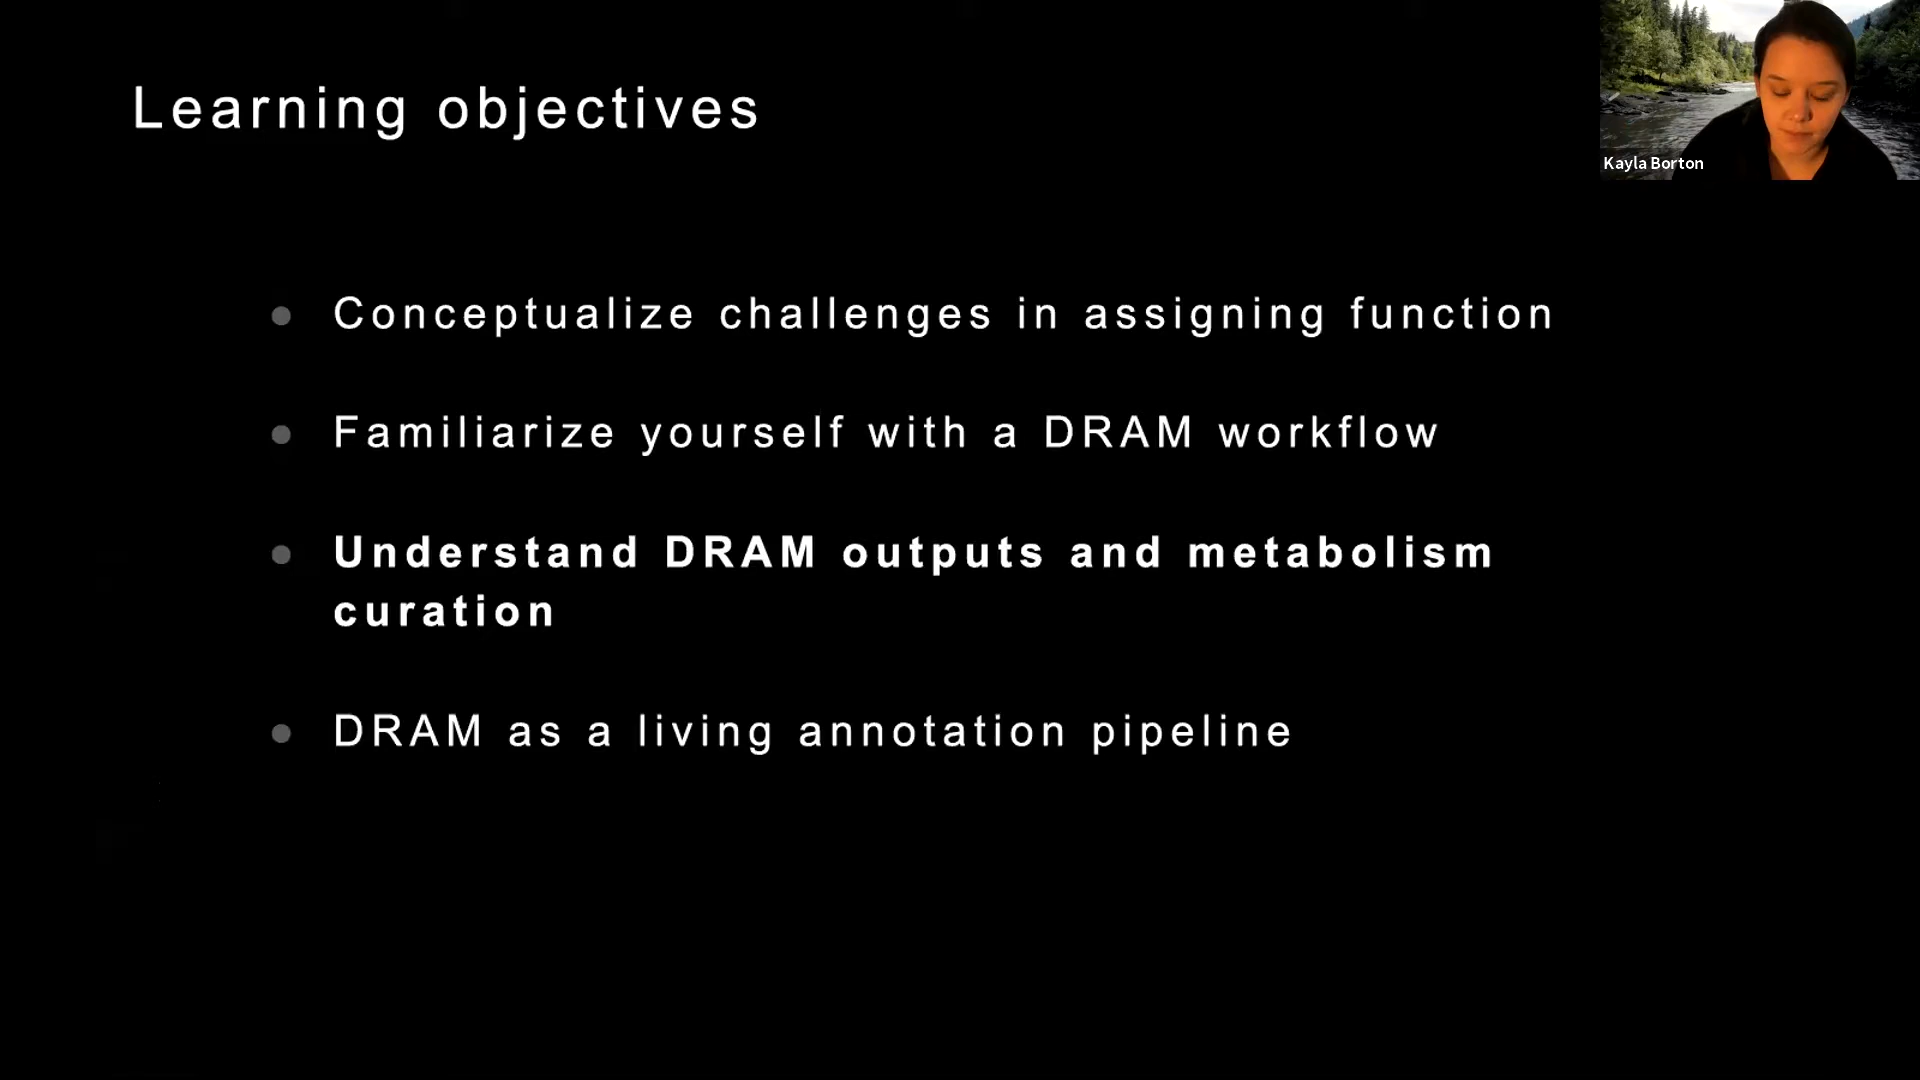 Learning objectives
Kayla Borton
● Conceptualize challenges in assigning function
● Familiarize yourself with a DRAM workflow
● Understand DRAM outputs and metabolism
curation
● DRAM as a living annotation pipeline